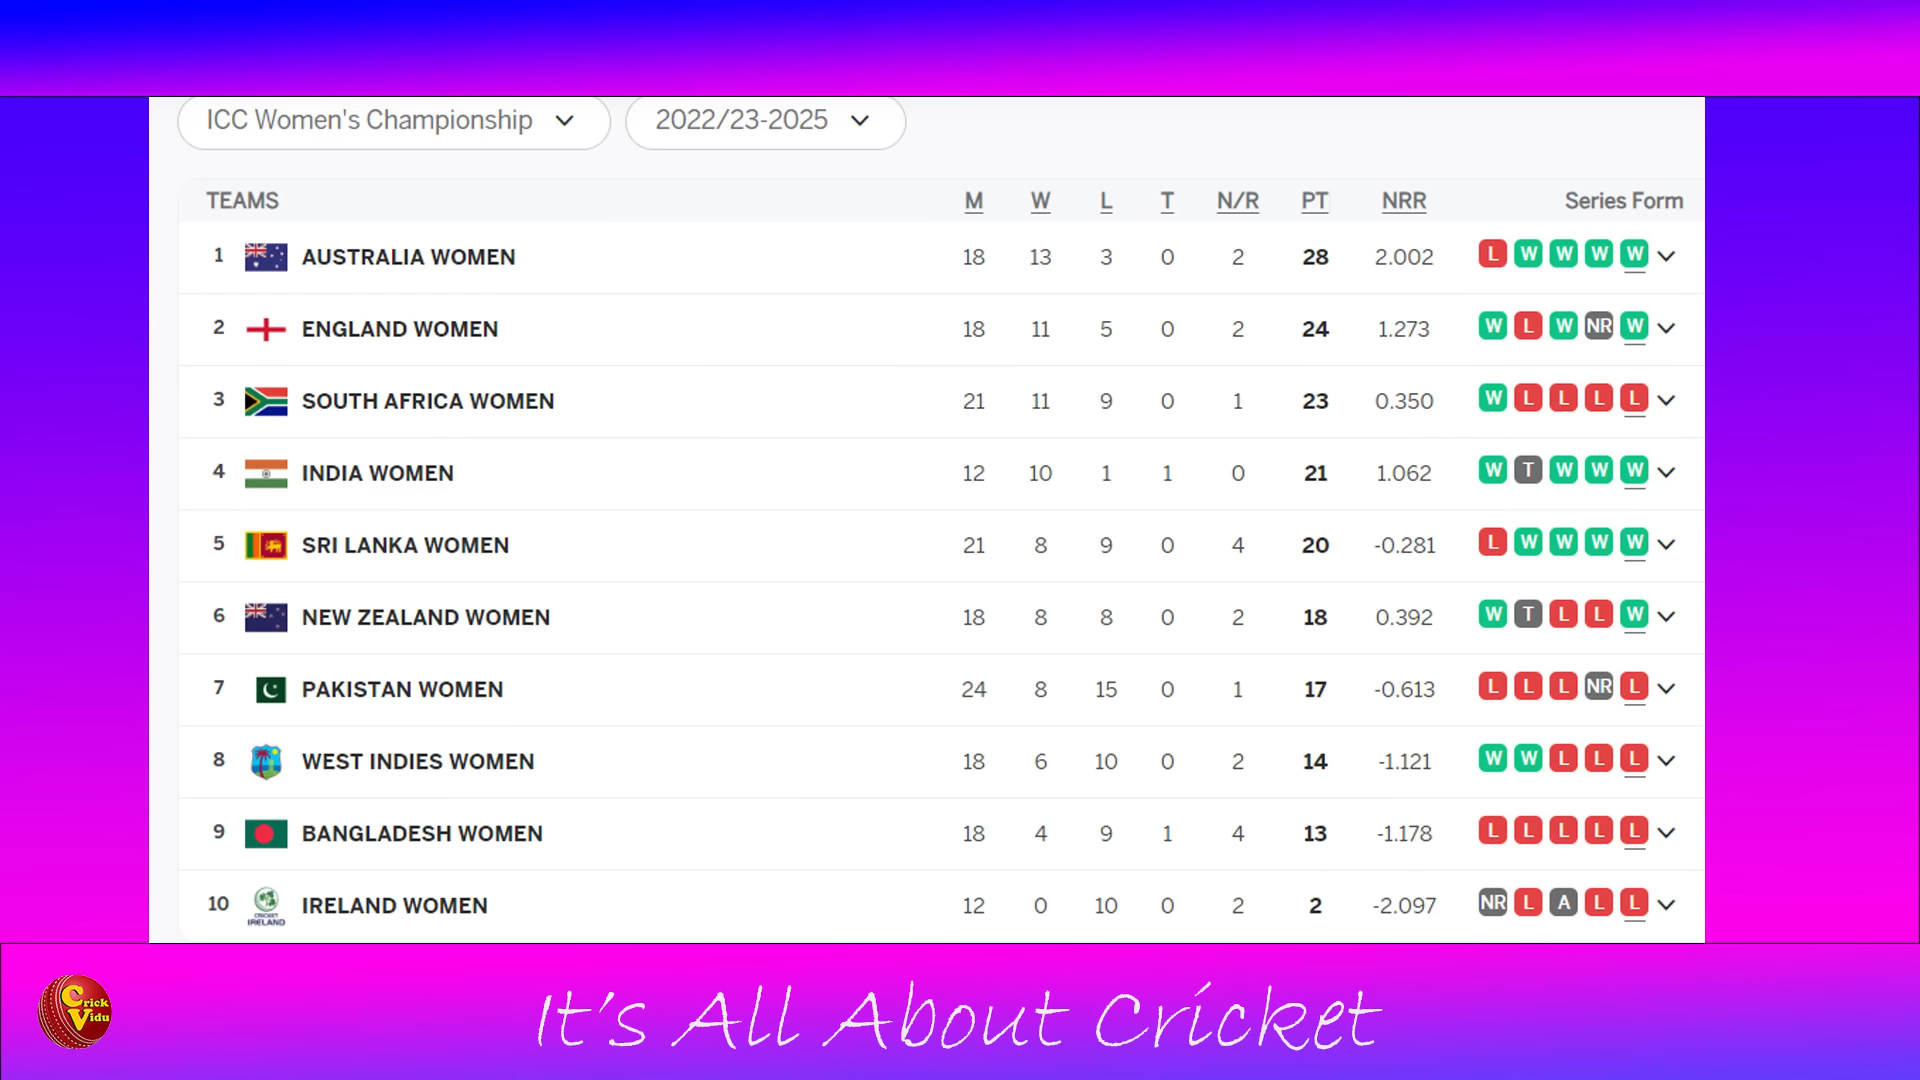 ICC Women's Championship 2022/23-2025
TEAMS M W L T N/R PT NRR Series Form
1 AUSTRALIA WOMEN 18 13 3 0 2 28 2.002 L W W W W
2 ENGLAND WOMEN 18 11 5 0 2 24 1.273 W L W NR W
3 SOUTH AFRICA WOMEN 21 11 9 0 1 23 0.350 W L L L L
4 INDIA WOMEN 12 10 1 1 0 21 1.062 W T W W W
5 SRI LANKA WOMEN 21 8 9 0 4 20 -0.281 L W W W W
6 NEW ZEALAND WOMEN 18 8 8 0 2 18 0.392 W T L L W
7 PAKISTAN WOMEN 24 8 15 0 1 17 -0.613 L L L NR L
8 WEST INDIES WOMEN 18 6 10 0 2 14 -1.121 W W L L L
9 BANGLADESH WOMEN 18 4 9 1 4 13 -1.178 L L L L L
10 CRICKET IRELAND IRELAND WOMEN 12 0 10 0 2 2 -2.097 NR L A L L
Crick
Vidu
It's All About Cricket